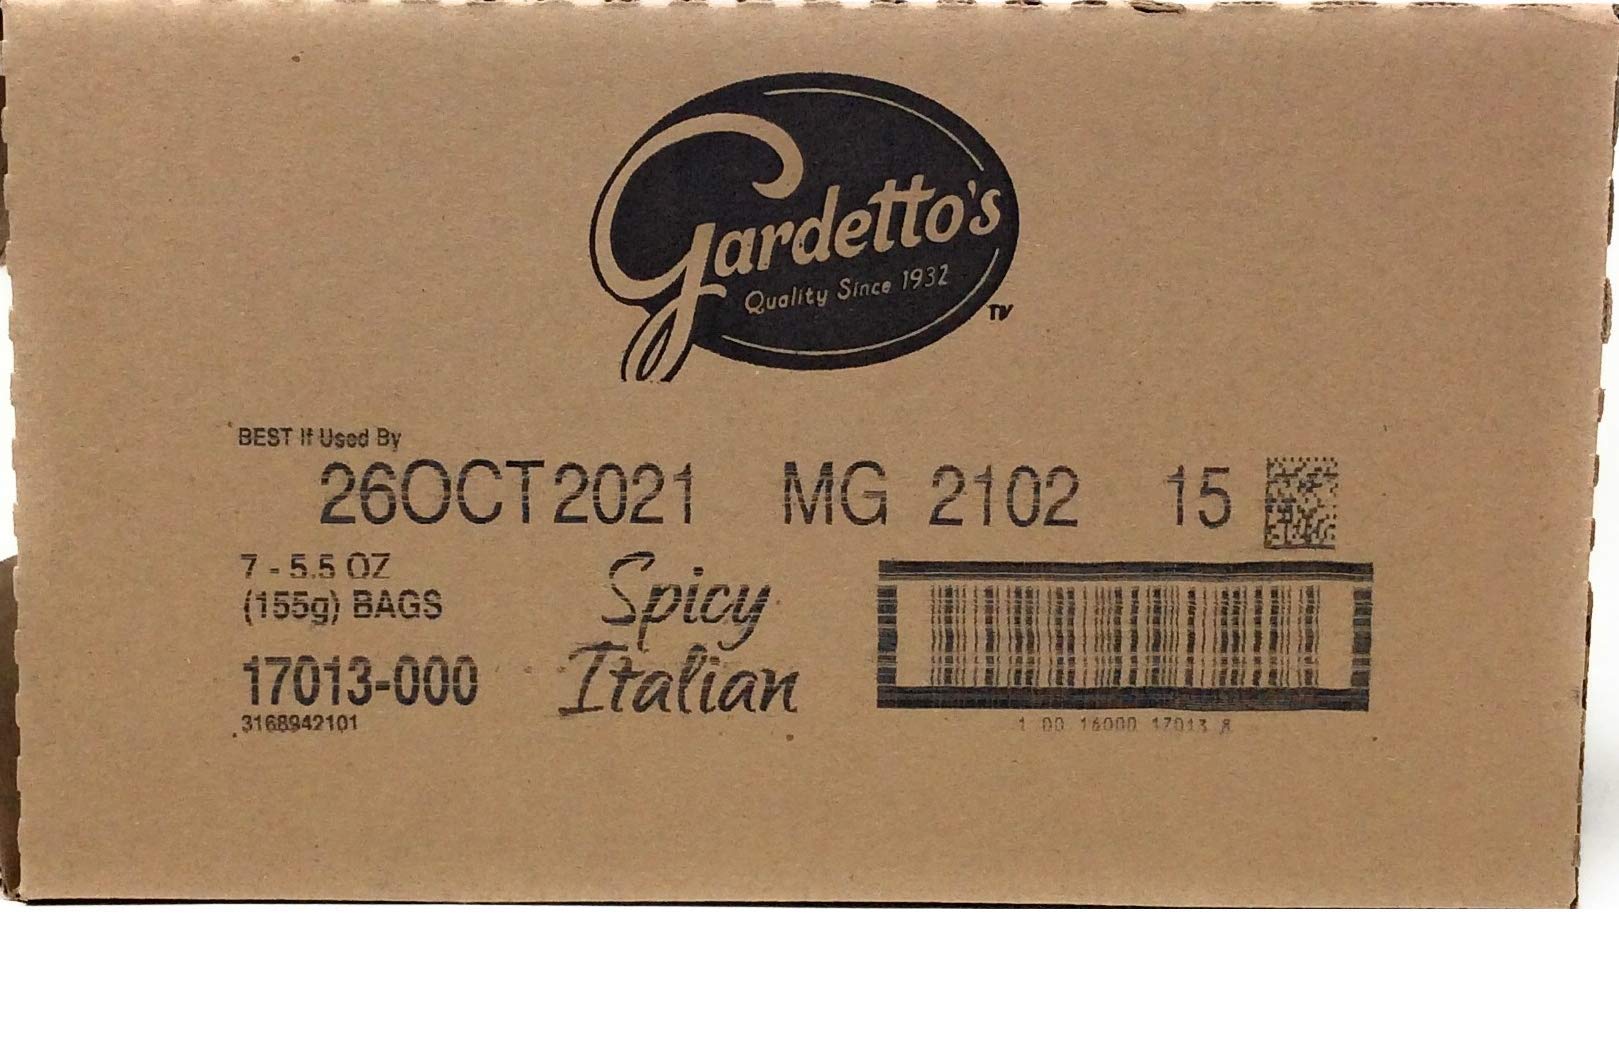 Gardetto's
Quality Since 1932
TM
BEST If Used By
26OCT2021 MG 2102 15
7 - 5.5 OZ
(155g) BAGS
Spicy
Italian
17013-000
3168942101
1 00 16000 17013 8